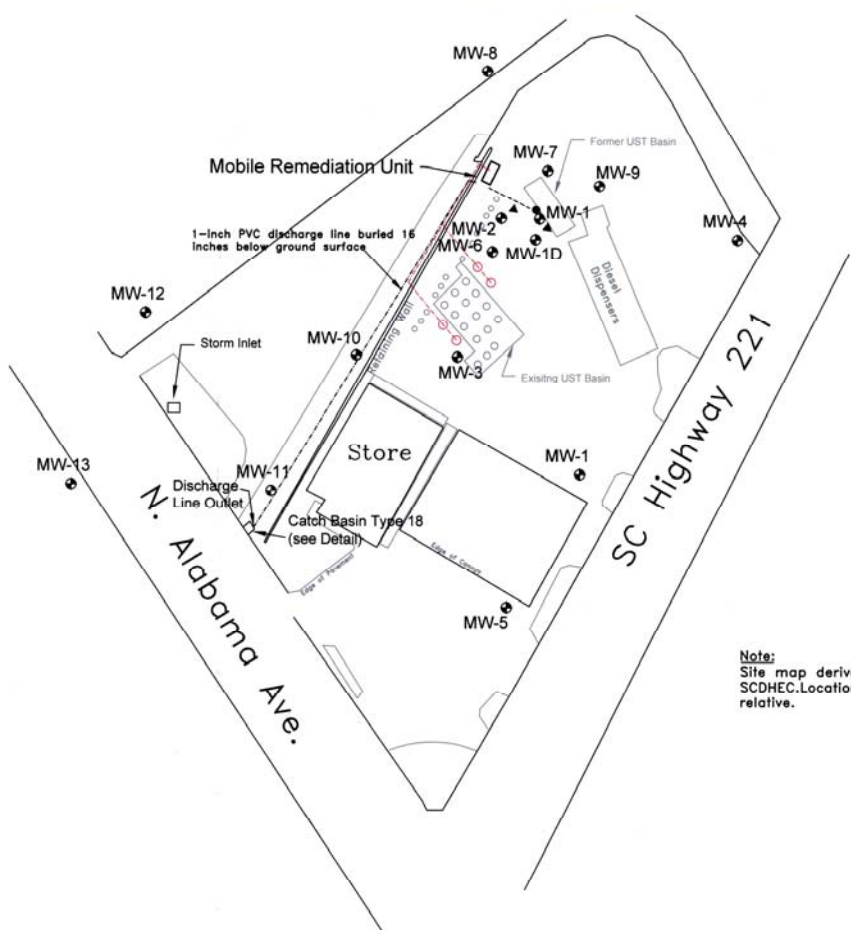 MW-8
Former UST Basin
MW-7
MW-9
Mobile Remediation Unit
MW-1
MW-2
MW-4
1-inch PVC discharge line buried 16
inches below ground surface
MW-6
MW-1D
Diesel
Dispensers
MW-12
Storm Inlet
MW-10
Retaining Wall
MW-3
Exisitng UST Basin
SC Highway 221
Store
MW-1
MW-13
MW-11
Discharge
Line Outlet
Catch Basin Type 18
(see Detail)
Edge of Canopy
Edge of Pavement
N. Alabama Ave.
MW-5
Note:
Site map deriv
SCDHEC.Location
relative.